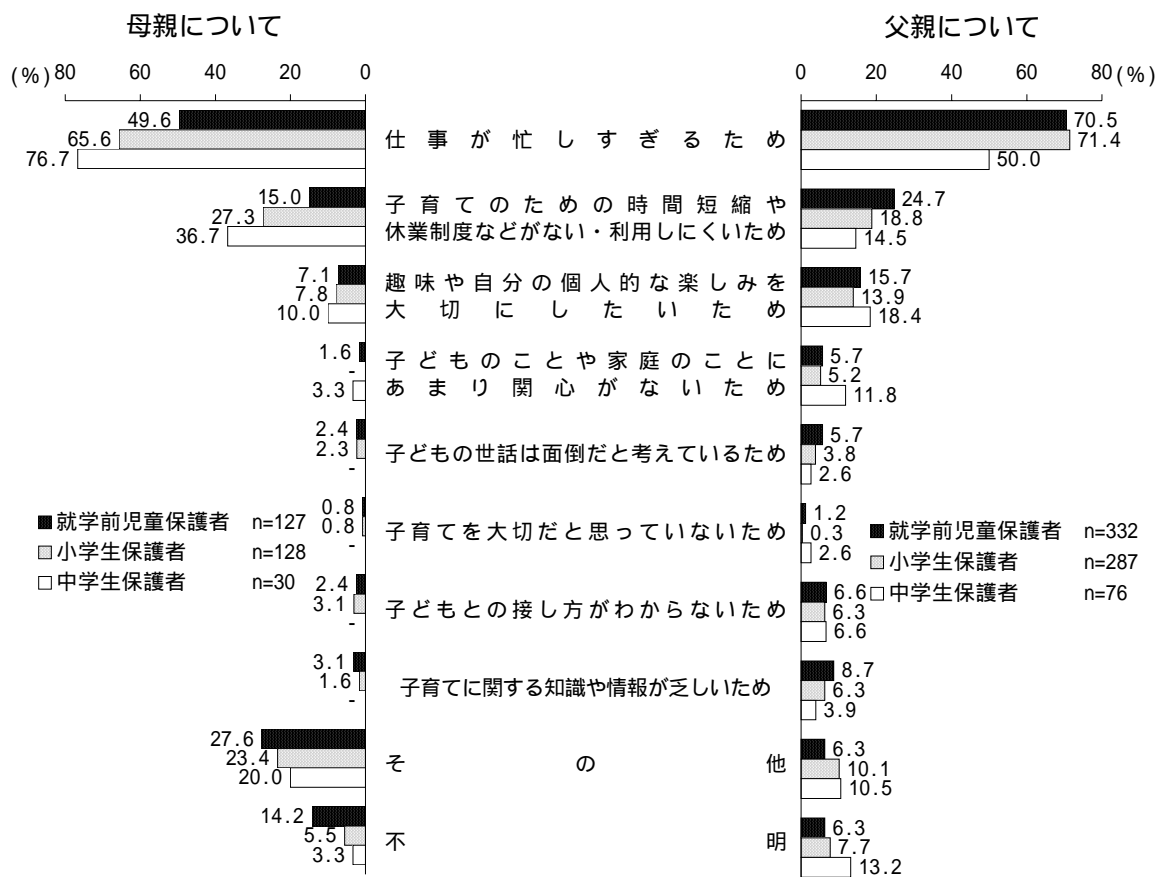 母親について
父親について
(%) 80 60 40 20 0
0 20 40 60 80 (%)
49.6
65.6
76.7
仕事が忙しすぎるため
70.5
71.4
50.0
15.0
27.3
36.7
子育てのための時間短縮や
休業制度などがない・利用しにくいため
24.7
18.8
14.5
7.1
7.8
10.0
趣味や自分の個人的な楽しみを
大切にしたいため
15.7
13.9
18.4
1.6
-
3.3
子どものことや家庭のことに
あまり関心がないため
5.7
5.2
11.8
2.4
2.3
-
子どもの世話は面倒だと考えているため
5.7
3.8
2.6
0.8
0.8
-
子育てを大切だと思っていないため
1.2
0.3
2.6
就学前児童保護者 n=127
小学生保護者 n=128
中学生保護者 n=30
就学前児童保護者 n=332
小学生保護者 n=287
中学生保護者 n=76
2.4
3.1
-
子どもとの接し方がわからないため
6.6
6.3
6.6
3.1
1.6
-
子育てに関する知識や情報が乏しいため
8.7
6.3
3.9
27.6
23.4
20.0
その他
6.3
10.1
10.5
14.2
5.5
3.3
不明
6.3
7.7
13.2